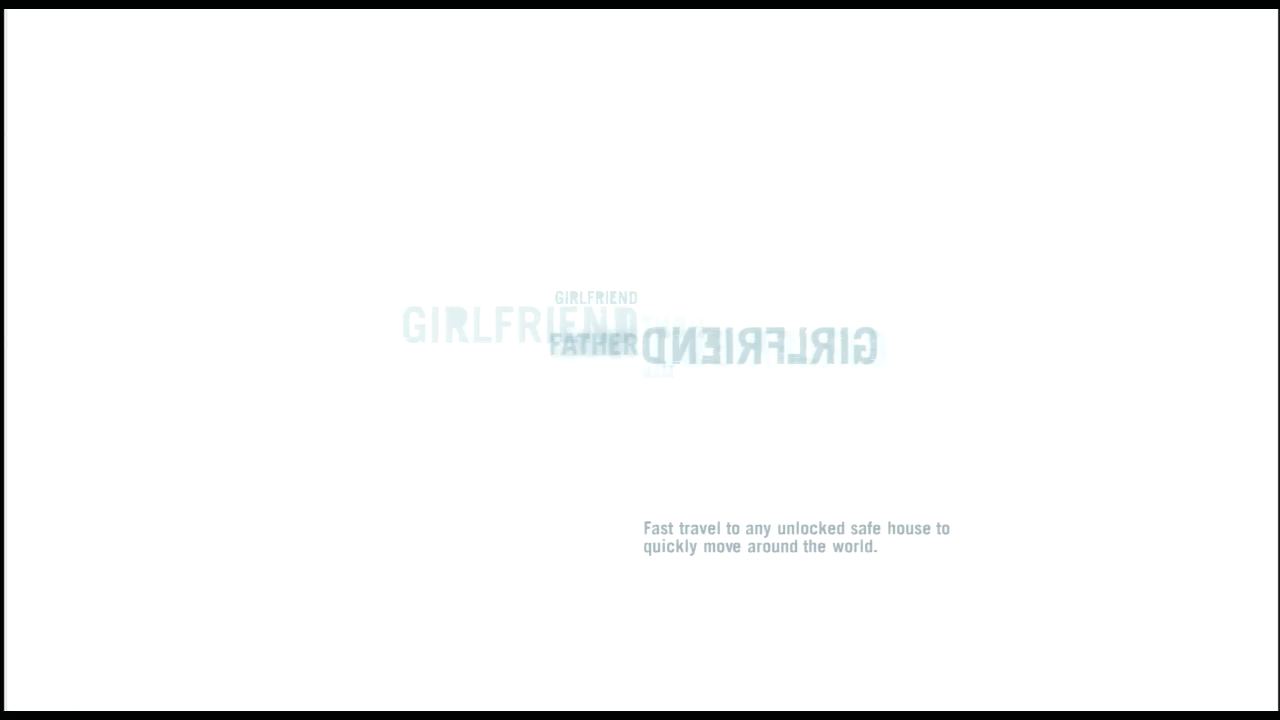 GIRLFRIEND
GIRLFRIEND
FATHER
GIRLFRIEND
Fast travel to any unlocked safe house to
quickly move around the world.